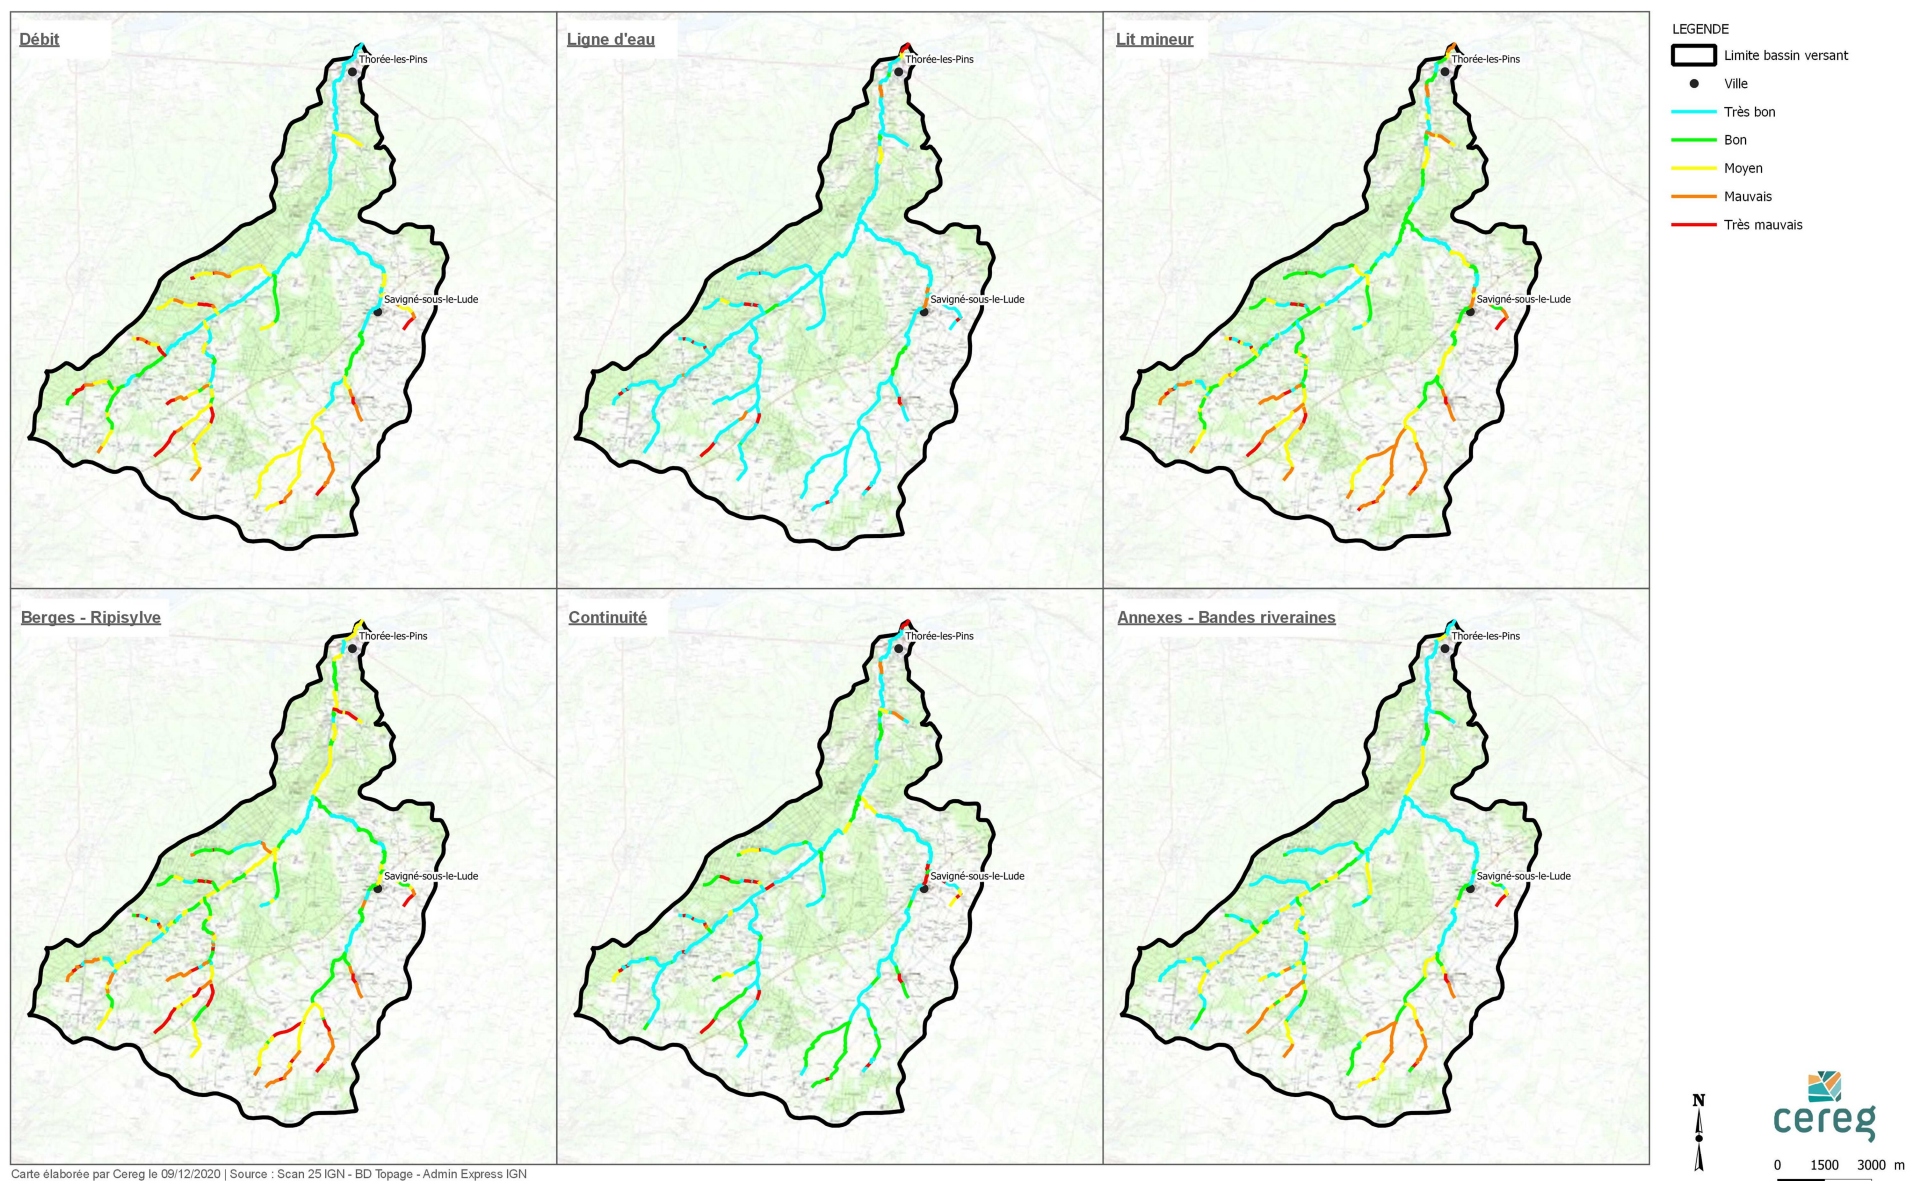 Débit
Thorée-les-Pins
Savigné-sous-le-Lude
Ligne d'eau
Thorée-les-Pins
Savigné-sous-le-Lude
Lit mineur
Thorée-les-Pins
Savigné-sous-le-Lude
LEGENDE
Limite bassin versant
Ville
Très bon
Bon
Moyen
Mauvais
Très mauvais
Berges - Ripisylve
Thorée-les-Pins
Savigné-sous-le-Lude
Continuité
Thorée-les-Pins
Savigné-sous-le-Lude
Annexes - Bandes riveraines
Thorée-les-Pins
Savigné-sous-le-Lude
N
cereg
0 1500 3000 m
Carte élaborée par Cereg le 09/12/2020 | Source : Scan 25 IGN - BD Topage - Admin Express IGN